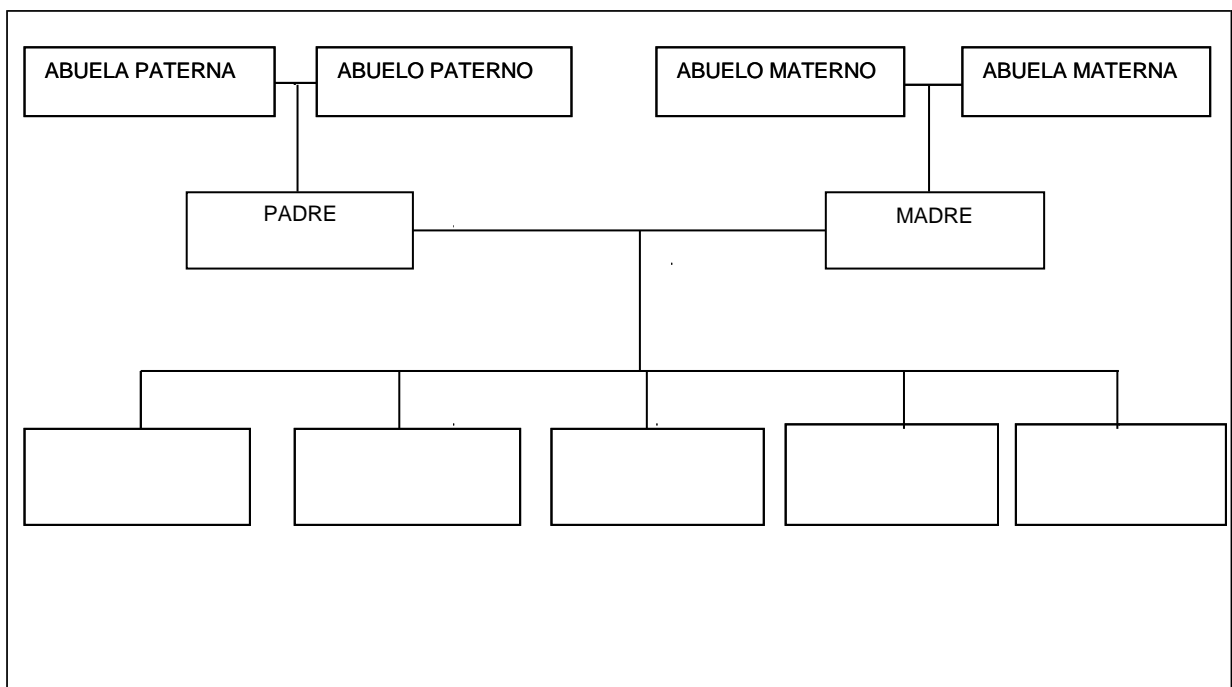 ABUELA PATERNA
ABUELO PATERNO
ABUELO MATERNO
ABUELA MATERNA
PADRE
MADRE